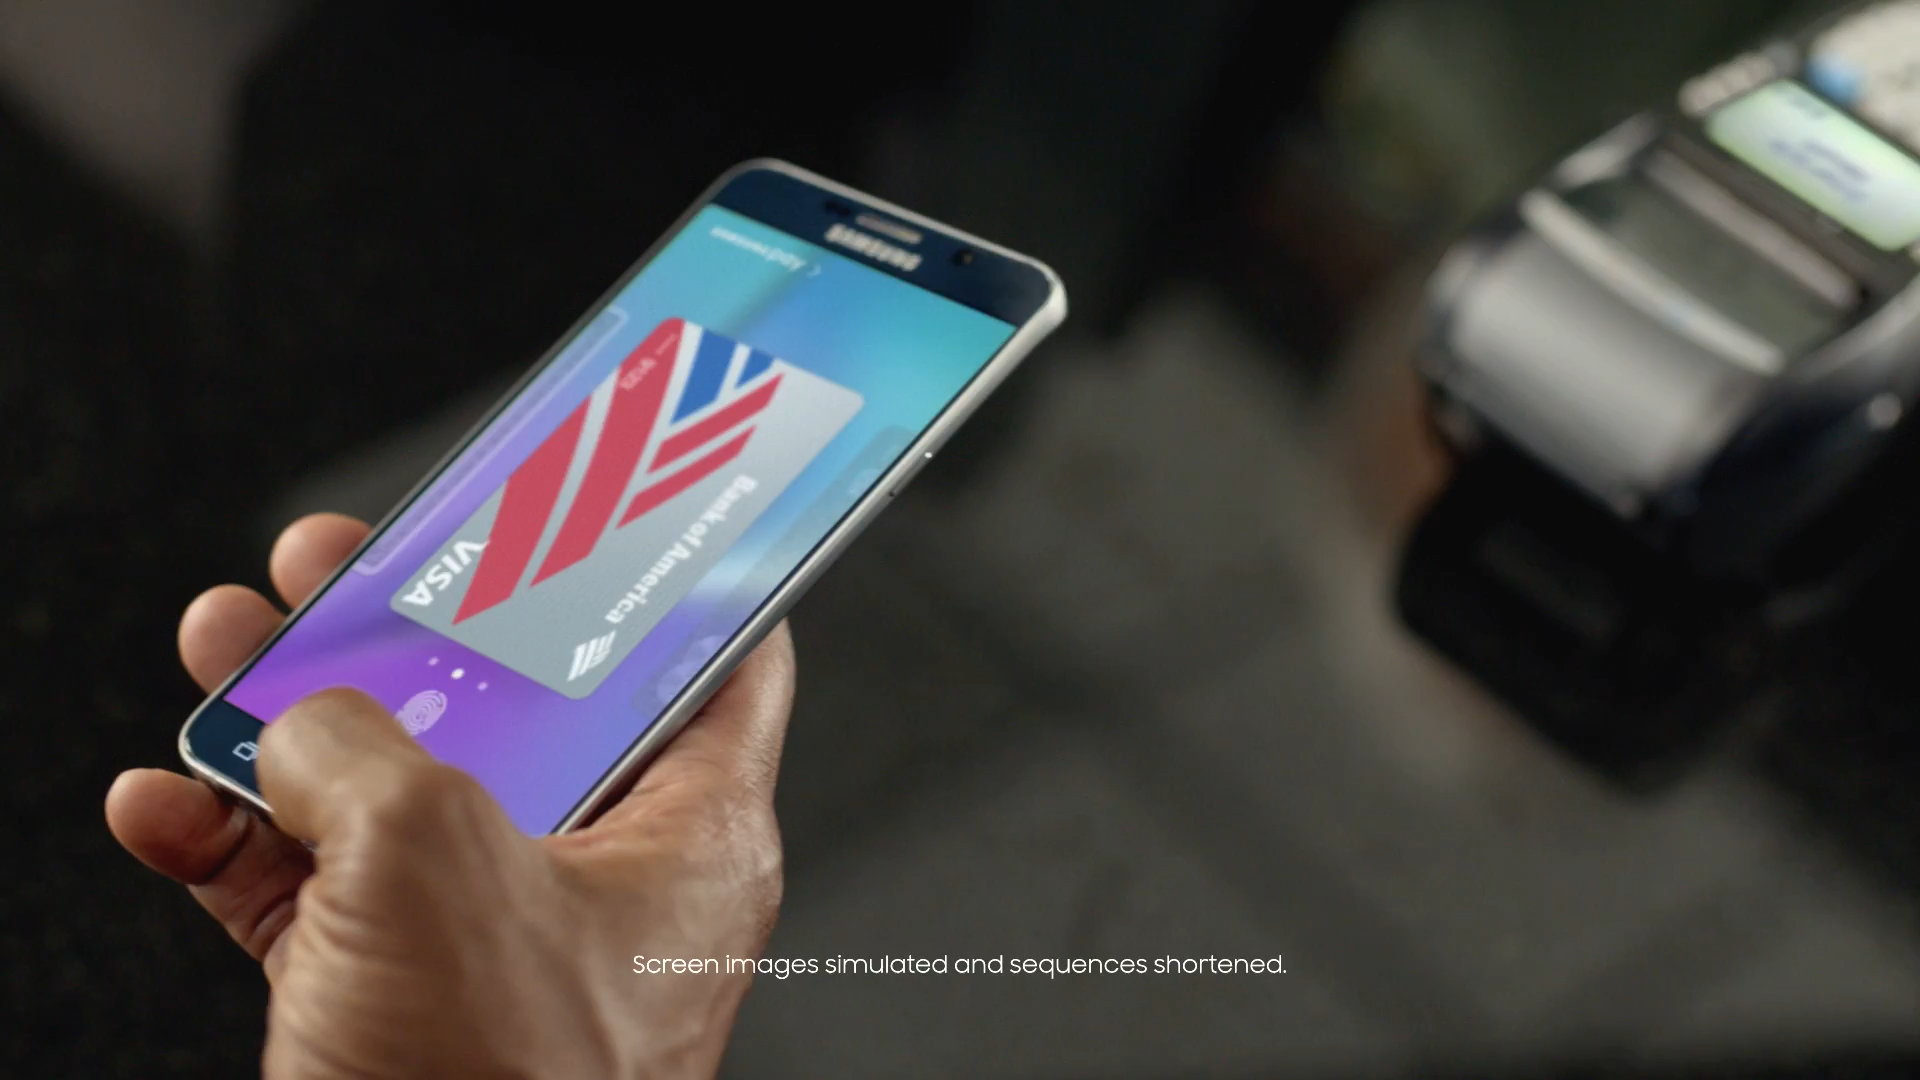 SAMSUNG
Bank of America
VISA
Screen images simulated and sequences shortened.